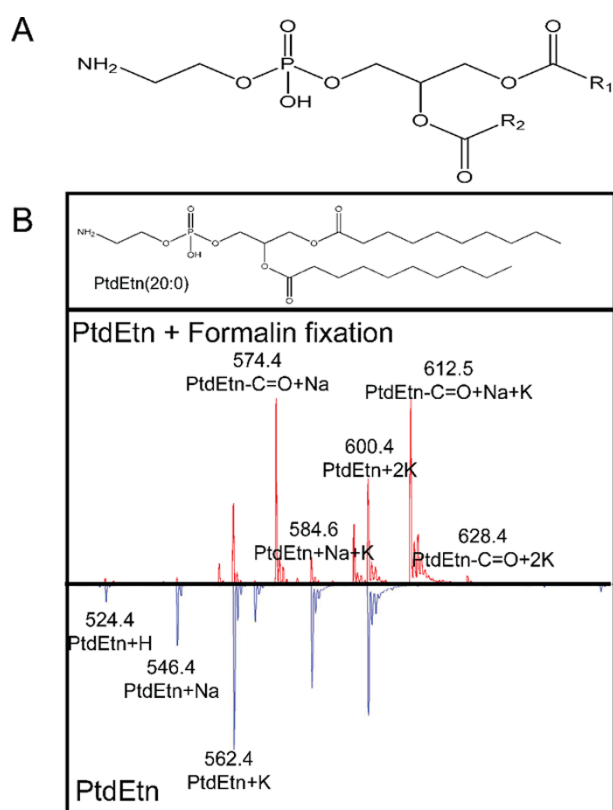 A
O
NH2
O
P
O
O
R1
OH
O
R2
O
O
B
O
O
NH2
O
P
O
O
OH
O
PtdEtn(20:0)
O
PtdEtn + Formalin fixation
574.4
PtdEtn-C=O+Na
612.5
PtdEtn-C=O+Na+K
600.4
PtdEtn+2K
584.6
PtdEtn+Na+K
628.4
PtdEtn-C=O+2K
524.4
PtdEtn+H
546.4
PtdEtn+Na
562.4
PtdEtn+K
PtdEtn